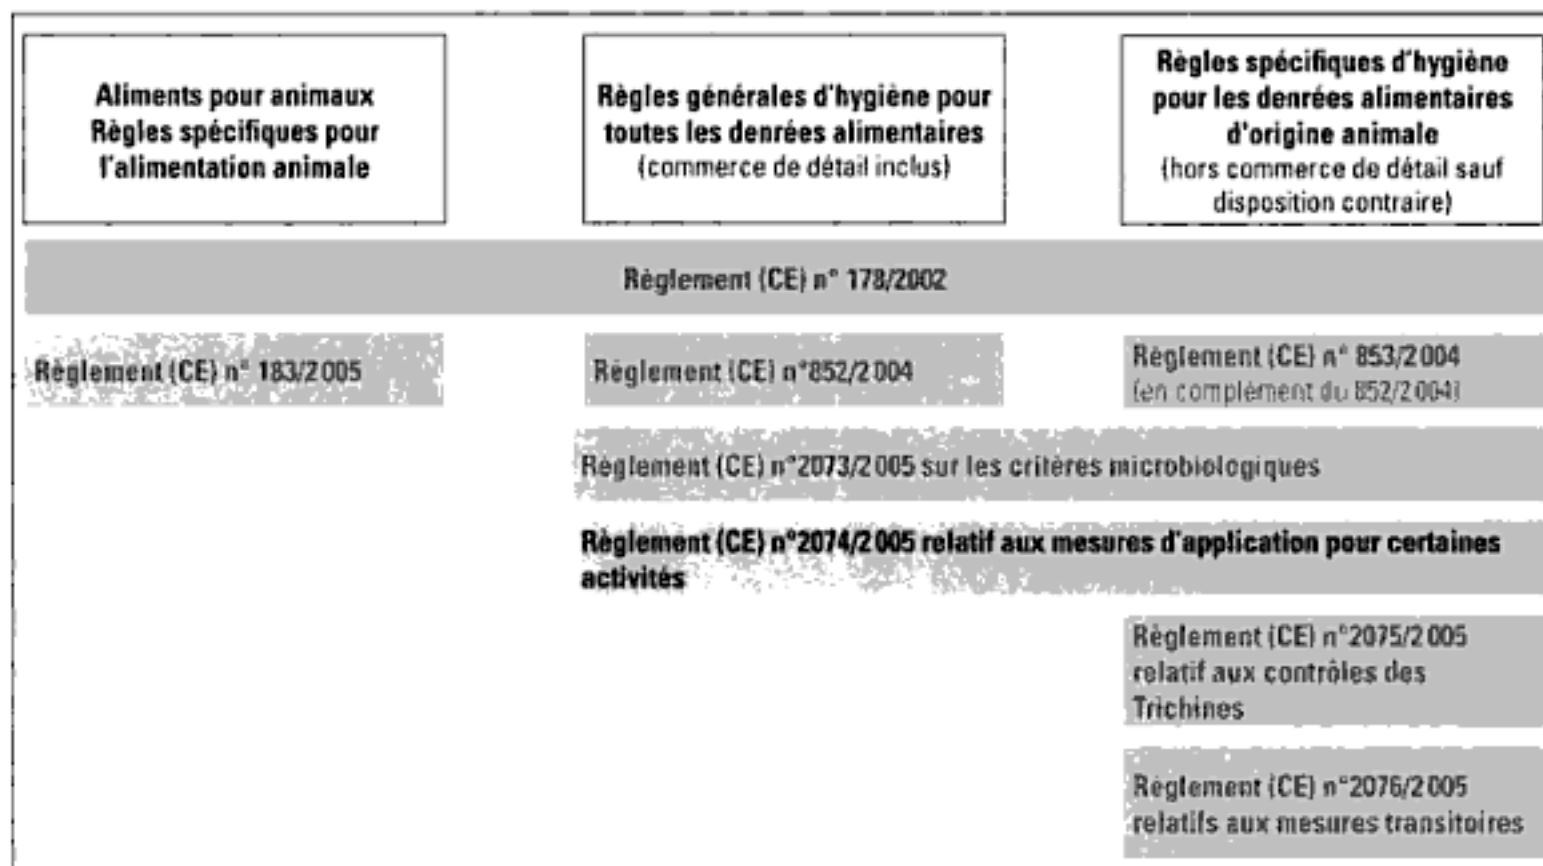 Aliments pour animaux
Règles spécifiques pour
l'alimentation animale
Règles générales d'hygiène pour
toutes les denrées alimentaires
(commerce de détail inclus)
Règles spécifiques d'hygiène
pour les denrées alimentaires
d'origine animale
(hors commerce de détail sauf
disposition contraire)
Règlement (CE) n° 178/2002
Règlement (CE) n° 183/2005
Règlement (CE) n°852/2004
Règlement (CE) n° 853/2004
(en complément du 852/2004)
Règlement (CE) n°2073/2005 sur les critères microbiologiques
Règlement (CE) n°2074/2005 relatif aux mesures d'application pour certaines
activités
Règlement (CE) n°2075/2005
relatif aux contrôles des
Trichines
Règlement (CE) n°2076/2005
relatifs aux mesures transitoires